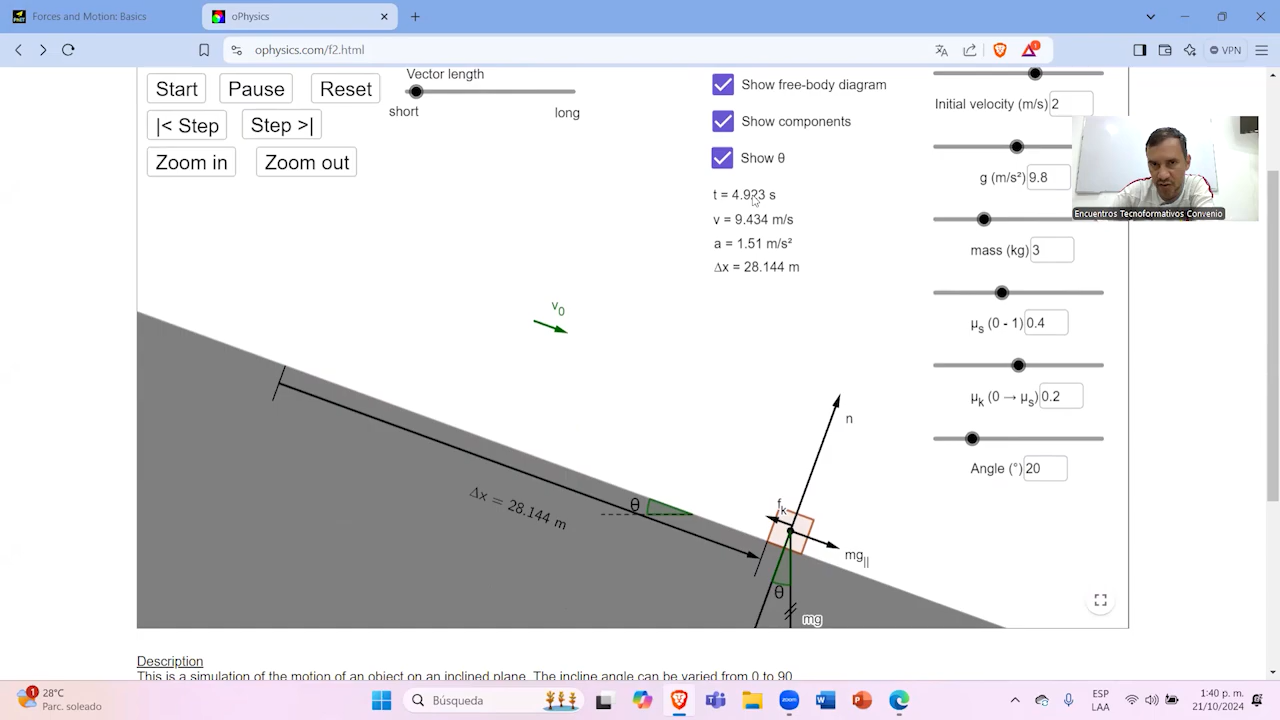 Forces and Motion: Basics
oPhysics
ophysics.com/f2.html
VPN
Start
Pause
Reset
Vector length
short
long
|< Step
Step >|
Zoom in
Zoom out
Show free-body diagram
Show components
Show θ
t = 4.923 s
v = 9.434 m/s
a = 1.51 m/s²
Δx = 28.144 m
Initial velocity (m/s) 2
g (m/s²) 9.8
mass (kg) 3
μs (0 - 1) 0.4
μk (0 → μs) 0.2
Angle (°) 20
Encuentros Tecnoformativos Convenio
v0
n
θ
Δx = 28.144 m
fk
mg||
θ
mg
Description
This is a simulation of the motion of an object on an inclined plane. The incline angle can be varied from 0 to 90
1
28°C
Parc. soleado
Búsqueda
zoom
ESP
LAA
1:40 p. m.
21/10/2024